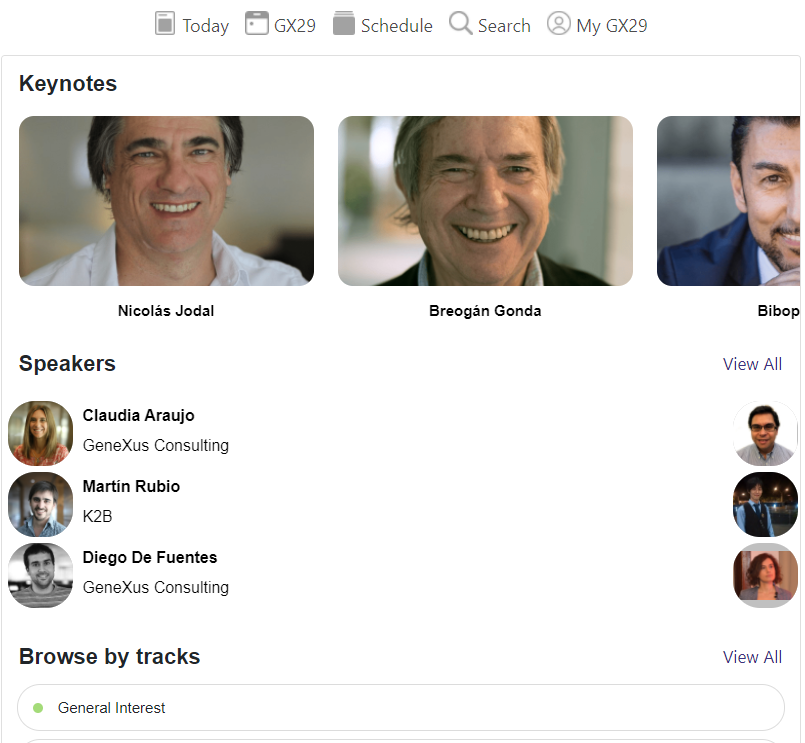 Today GX29 Schedule Search My GX29
Keynotes
Nicolás Jodal Breogán Gonda Bibop
Speakers View All
Claudia Araujo
GeneXus Consulting
Martín Rubio
K2B
Diego De Fuentes
GeneXus Consulting
Browse by tracks View All
General Interest